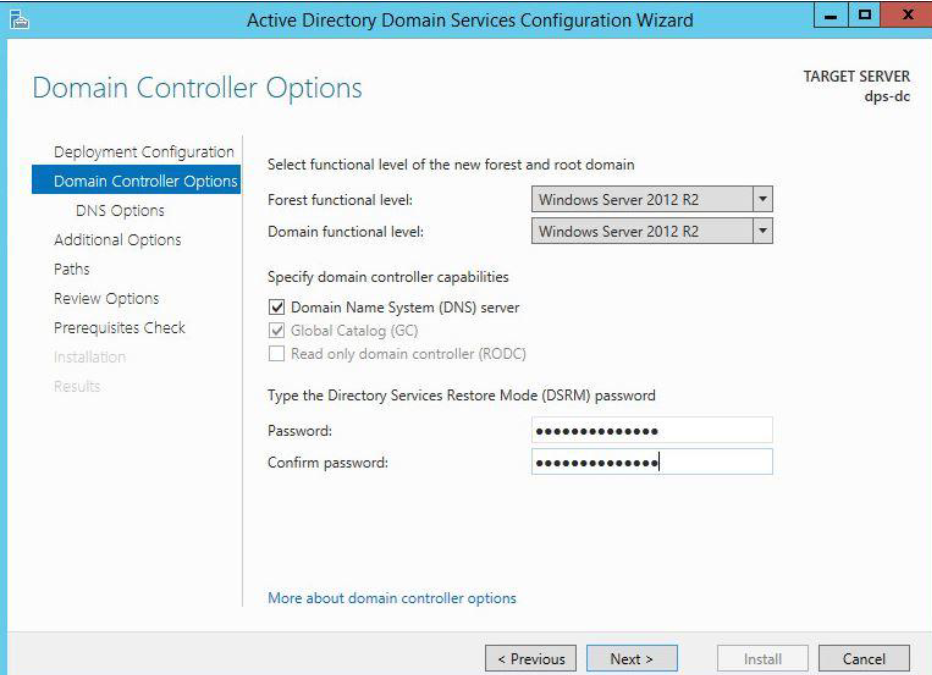 Active Directory Domain Services Configuration Wizard
Domain Controller Options
TARGET SERVER
dps-dc
Deployment Configuration
Domain Controller Options
DNS Options
Additional Options
Paths
Review Options
Prerequisites Check
Installation
Results
Select functional level of the new forest and root domain
Forest functional level: Windows Server 2012 R2
Domain functional level: Windows Server 2012 R2
Specify domain controller capabilities
Domain Name System (DNS) server
Global Catalog (GC)
Read only domain controller (RODC)
Type the Directory Services Restore Mode (DSRM) password
Password: ••••••••••••••
Confirm password: ••••••••••••••
More about domain controller options
< Previous Next > Install Cancel